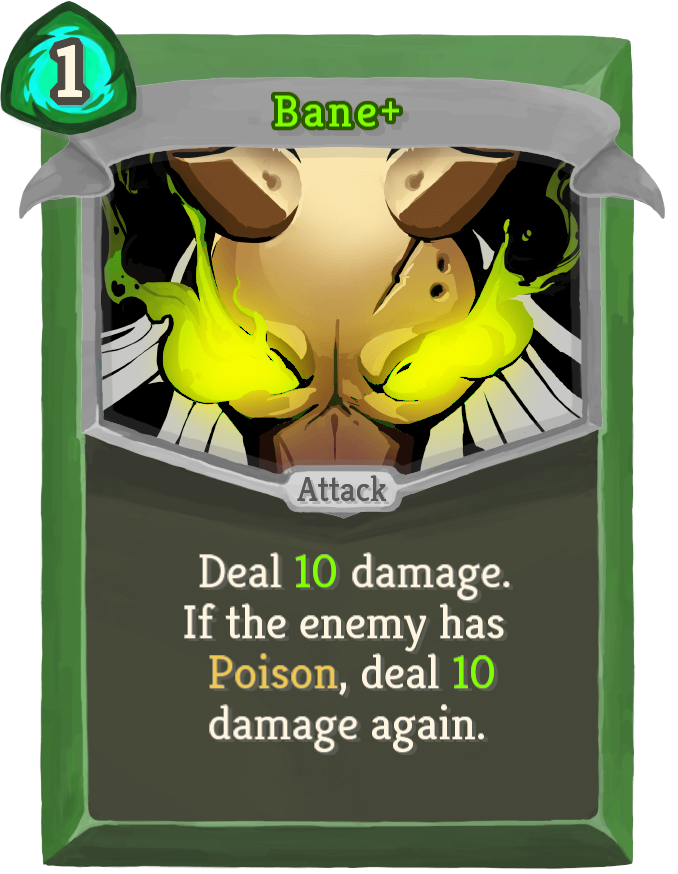 1
Bane+
Attack
Deal 10 damage.
If the enemy has
Poison, deal 10
damage again.